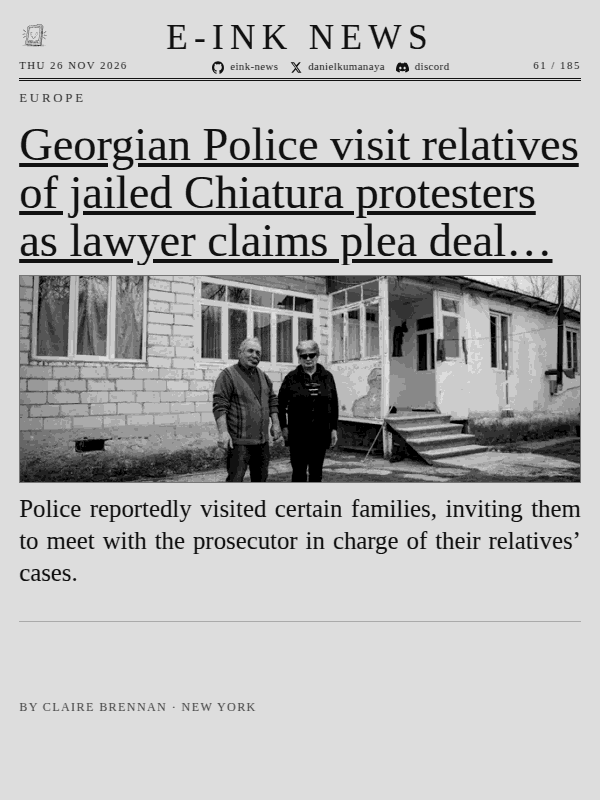 E-INK NEWS
THU 26 NOV 2026
eink-news danielkumanaya discord
61 / 185
EUROPE
Georgian Police visit relatives
of jailed Chiatura protesters
as lawyer claims plea deal…
Police reportedly visited certain families, inviting them
to meet with the prosecutor in charge of their relatives’
cases.
BY CLAIRE BRENNAN · NEW YORK